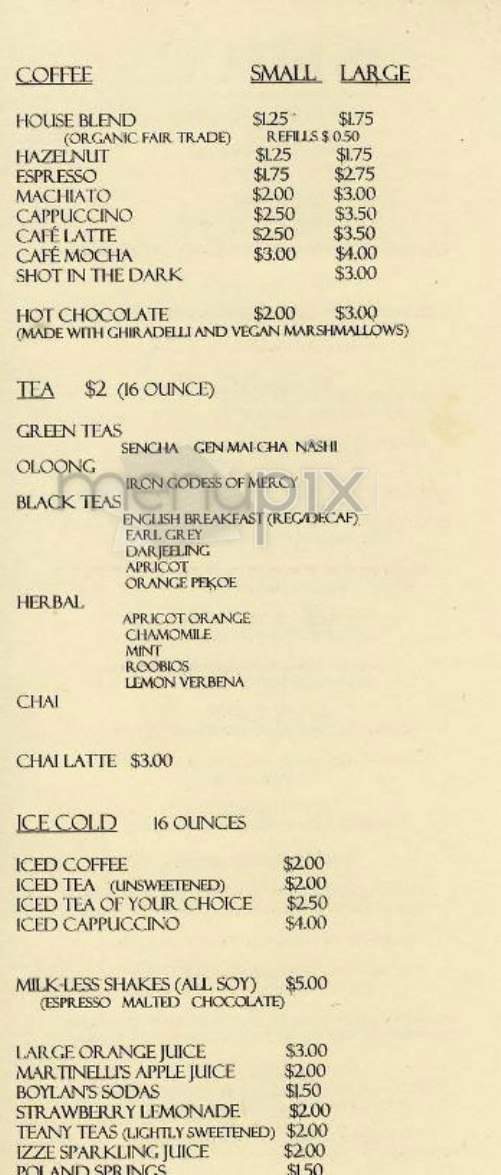 COFFEE SMALL LARGE
HOUSE BLEND $1.25 $1.75
(ORGANIC FAIR TRADE) REFILLS $0.50
HAZELNUT $1.25 $1.75
ESPRESSO $1.75 $2.75
MACHIATO $2.00 $3.00
CAPPUCCINO $2.50 $3.50
CAFÉ LATTE $2.50 $3.50
CAFÉ MOCHA $3.00 $4.00
SHOT IN THE DARK $3.00
HOT CHOCOLATE $2.00 $3.00
(MADE WITH GHIRADELLI AND VEGAN MARSHMALLOWS)
TEA $2 (16 OUNCE)
GREEN TEAS
SENCHA GEN MAI CHA NASHI
OLOONG
IRON GODESS OF MERCY
menupix
BLACK TEAS
ENGLISH BREAKFAST (REG/DECAF)
EARL GREY
DARJEELING
APRICOT
ORANGE PEKOE
HERBAL
APRICOT ORANGE
CHAMOMILE
MINT
ROOBIOS
LEMON VERBENA
CHAI
CHAI LATTE $3.00
ICE COLD 16 OUNCES
ICED COFFEE $2.00
ICED TEA (UNSWEETENED) $2.00
ICED TEA OF YOUR CHOICE $2.50
ICED CAPPUCCINO $4.00
MILK-LESS SHAKES (ALL SOY) $5.00
(ESPRESSO MALTED CHOCOLATE)
LARGE ORANGE JUICE $3.00
MARTINELLI'S APPLE JUICE $2.00
BOYLAN'S SODAS $1.50
STRAWBERRY LEMONADE $2.00
TEANY TEAS (LIGHTLY SWEETENED) $2.00
IZZE SPARKLING JUICE $2.00
POLAND SPRINGS $1.50